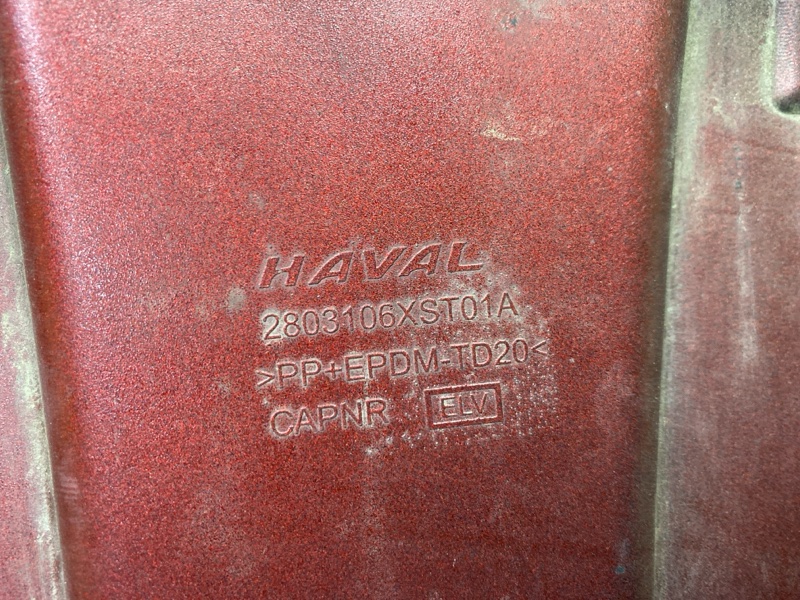 HAVAL
2803106XST01A
>PP+EPDM-TD20<
CAPNR ELV